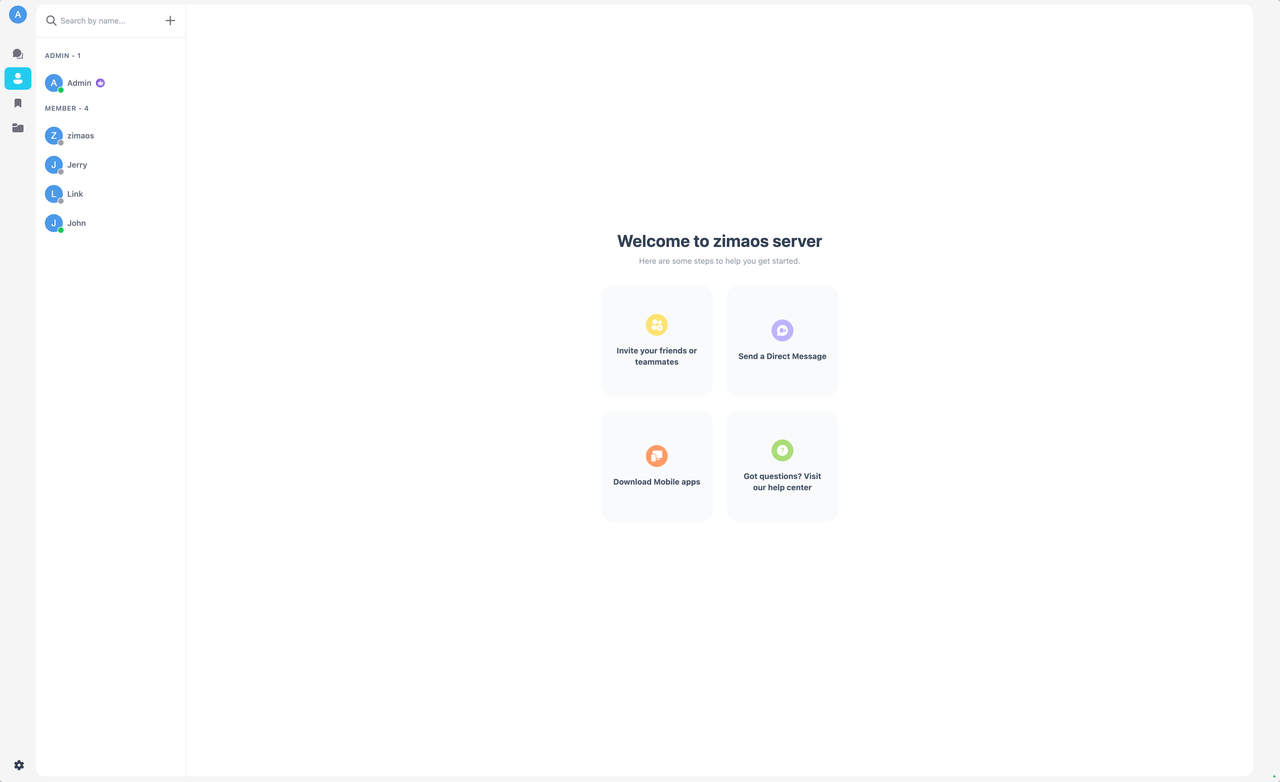 A
Search by name...
ADMIN - 1
A Admin
MEMBER - 4
Z zimaos
J Jerry
L Link
J John
Welcome to zimaos server
Here are some steps to help you get started.
Invite your friends or
teammates
Send a Direct Message
Download Mobile apps
Got questions? Visit
our help center